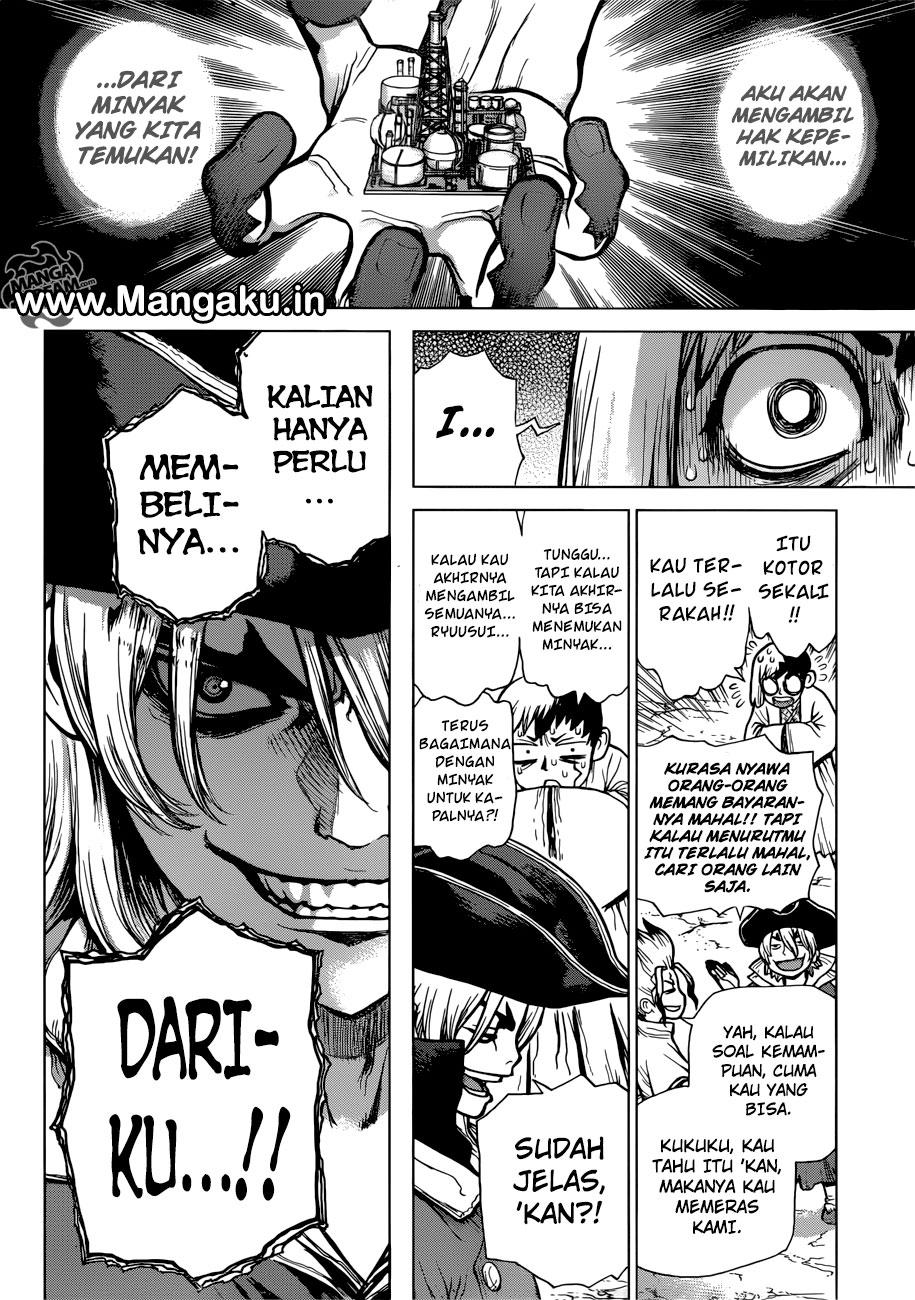 AKU AKAN
MENGAMBIL
HAK KEPE-
MILIKAN...
...DARI
MINYAK
YANG KITA
TEMUKAN!
MANGA
.com
www.Mangaku.in
I...
ITU
KOTOR
SEKALI
!!
KAU TER-
LALU SE-
RAKAH!!
KURASA NYAWA
ORANG-ORANG
MEMANG BAYARAN-
NYA MAHAL!! TAPI
KALAU MENURUTMU
ITU TERLALU MAHAL,
CARI ORANG LAIN
SAJA.
YAH, KALAU
SOAL KEMAM-
PUAN, CUMA
KAU YANG
BISA.
KUKUKU, KAU
TAHU ITU 'KAN,
MAKANYA KAU
MEMERAS
KAMI.
TUNGGU...
TAPI KALAU
KITA AKHIR-
NYA BISA
MENEMUKAN
MINYAK...
KALAU KAU
AKHIRNYA
MENGAMBIL
SEMUANYA...
RYUUSUI...
TERUS
BAGAIMANA
DENGAN
MINYAK
UNTUK KA-
PALNYA?!
SUDAH
JELAS,
'KAN?!
KALIAN
HANYA
PERLU
...
MEM-
BELI-
NYA...
DARI-
KU...!!